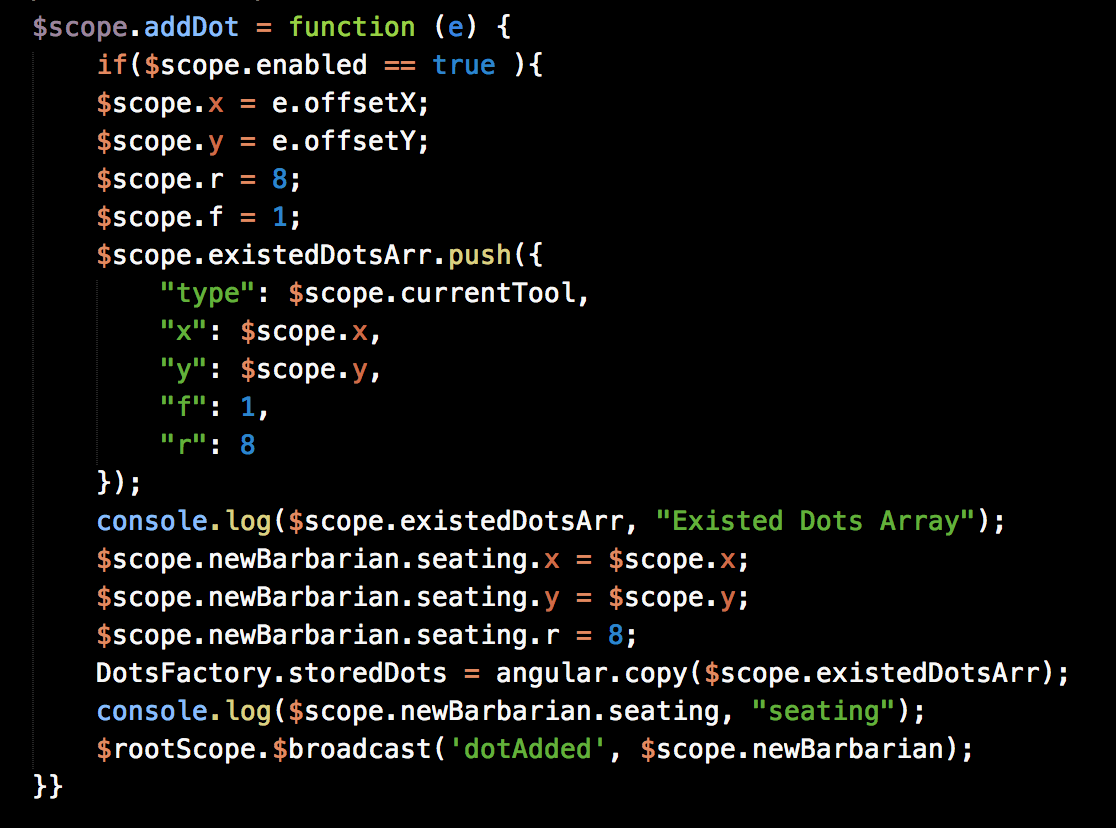 $scope.addDot = function (e) {
    if($scope.enabled == true ){
    $scope.x = e.offsetX;
    $scope.y = e.offsetY;
    $scope.r = 8;
    $scope.f = 1;
    $scope.existedDotsArr.push({
        "type": $scope.currentTool,
        "x": $scope.x,
        "y": $scope.y,
        "f": 1,
        "r": 8
    });
    console.log($scope.existedDotsArr, "Existed Dots Array");
    $scope.newBarbarian.seating.x = $scope.x;
    $scope.newBarbarian.seating.y = $scope.y;
    $scope.newBarbarian.seating.r = 8;
    DotsFactory.storedDots = angular.copy($scope.existedDotsArr);
    console.log($scope.newBarbarian.seating, "seating");
    $rootScope.$broadcast('dotAdded', $scope.newBarbarian);
}}